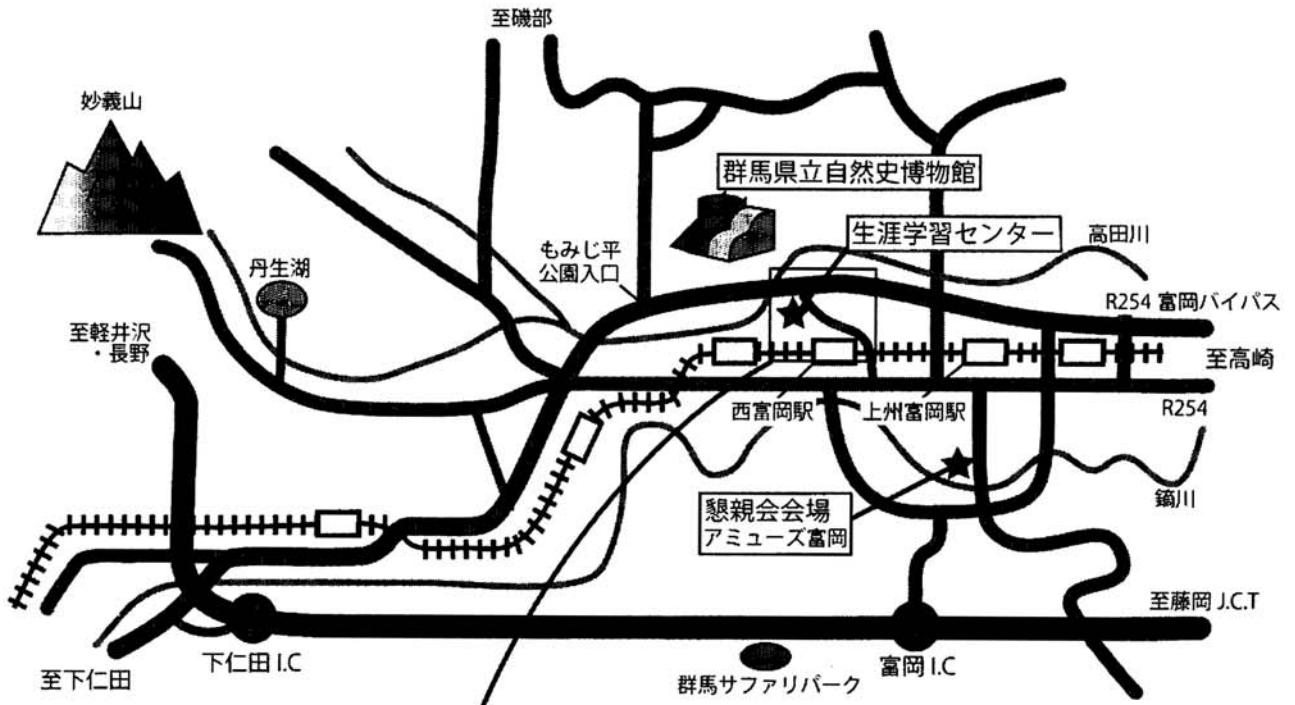 至磯部
妙義山
群馬県立自然史博物館
生涯学習センター
高田川
もみじ平
公園入口
丹生湖
R254 富岡バイパス
至軽井沢
・長野
至高崎
西富岡駅
上州富岡駅
R254
鏑川
懇親会会場
アミューズ富岡
至藤岡 J.C.T
下仁田 I.C
富岡 I.C
至下仁田
群馬サファリパーク